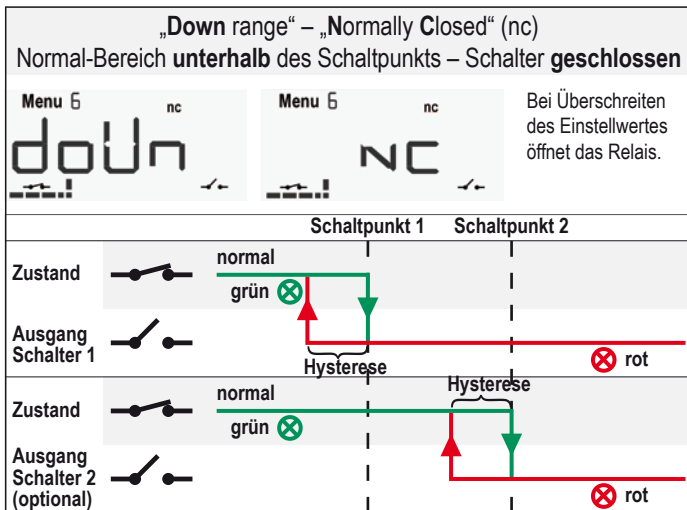 „Down range“ – „Normally Closed“ (nc)
Normal-Bereich unterhalb des Schaltpunkts – Schalter geschlossen
Menu 6 nc
doUn
Menu 6 nc
NC
Bei Überschreiten
des Einstellwertes
öffnet das Relais.
Schaltpunkt 1 Schaltpunkt 2
Zustand
normal
grün
Ausgang
Schalter 1
Hysterese
rot
Zustand
normal
grün
Hysterese
Ausgang
Schalter 2
(optional)
rot